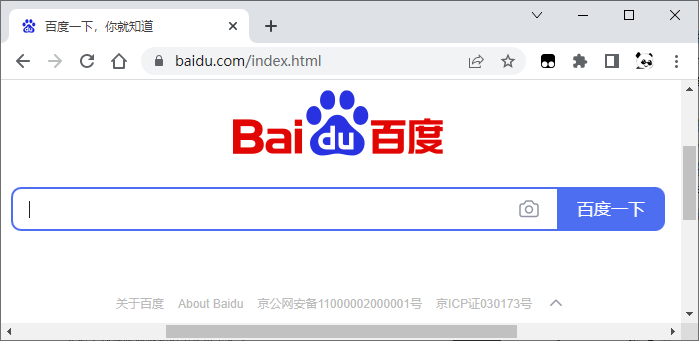 百度一下，你就知道
baidu.com/index.html
Bai du 百度
百度一下
关于百度 About Baidu 京公网安备11000002000001号 京ICP证030173号